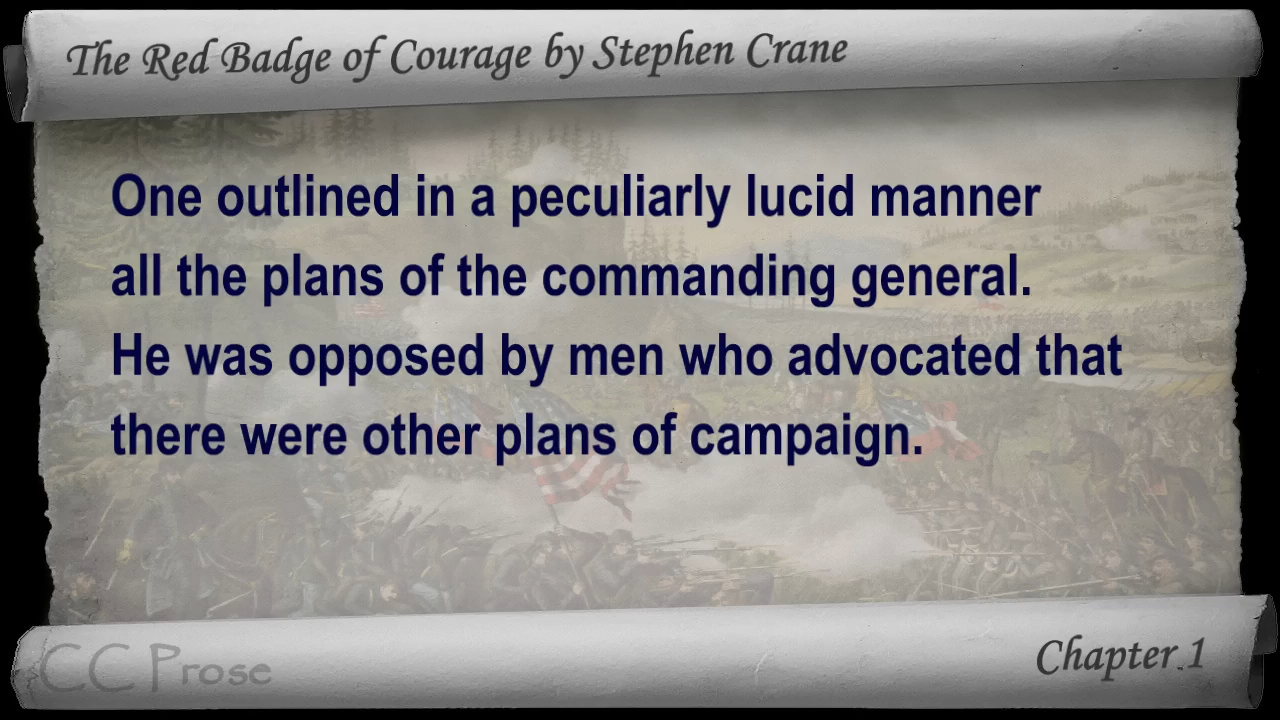 The Red Badge of Courage by Stephen Crane
One outlined in a peculiarly lucid manner
all the plans of the commanding general.
He was opposed by men who advocated that
there were other plans of campaign.
CC Prose
Chapter 1